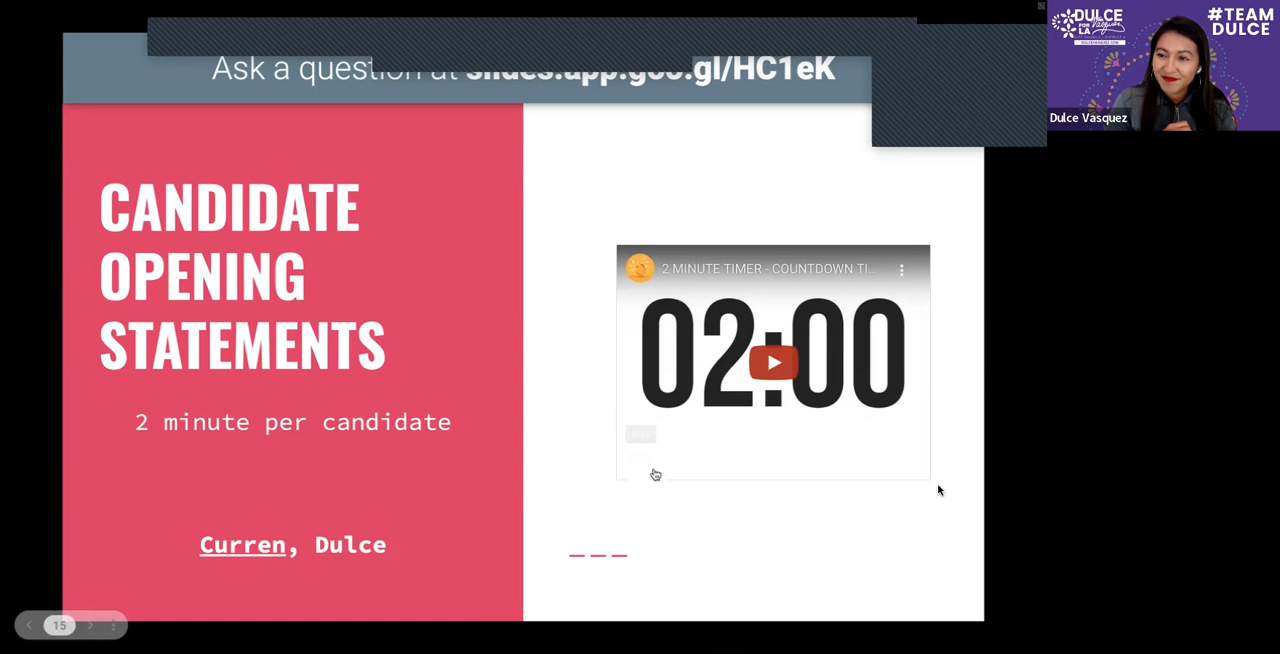 Ask a question at slides.app.goo.gl/HC1eK
DULCE
FOR Vasquez
LA
#TEAM
DULCE
Dulce Vasquez
CANDIDATE
OPENING
STATEMENTS
2 minute per candidate
Curren, Dulce
2 MINUTE TIMER - COUNTDOWN TI...
02:00
15